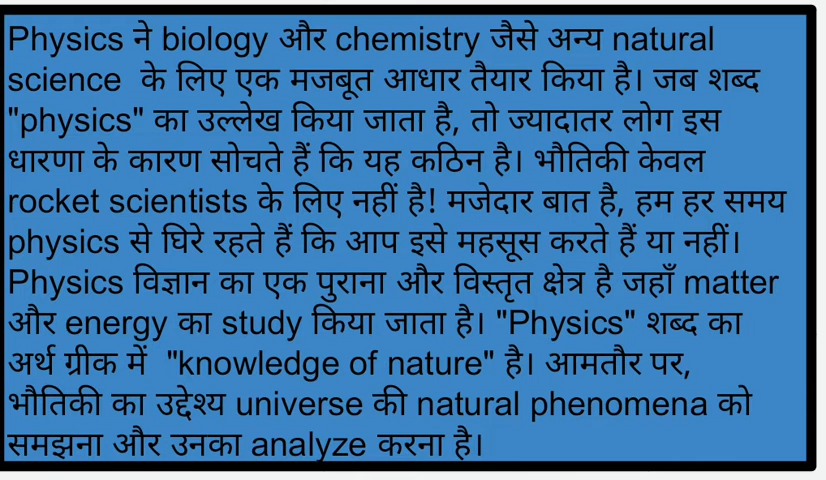 Physics ने biology और chemistry जैसे अन्य natural
science के लिए एक मजबूत आधार तैयार किया है। जब शब्द
"physics" का उल्लेख किया जाता है, तो ज्यादातर लोग इस
धारणा के कारण सोचते हैं कि यह कठिन है। भौतिकी केवल
rocket scientists के लिए नहीं है! मजेदार बात है, हम हर समय
physics से घिरे रहते हैं कि आप इसे महसूस करते हैं या नहीं।
Physics विज्ञान का एक पुराना और विस्तृत क्षेत्र है जहाँ matter
और energy का study किया जाता है। "Physics" शब्द का
अर्थ ग्रीक में "knowledge of nature" है। आमतौर पर,
भौतिकी का उद्देश्य universe की natural phenomena को
समझना और उनका analyze करना है।